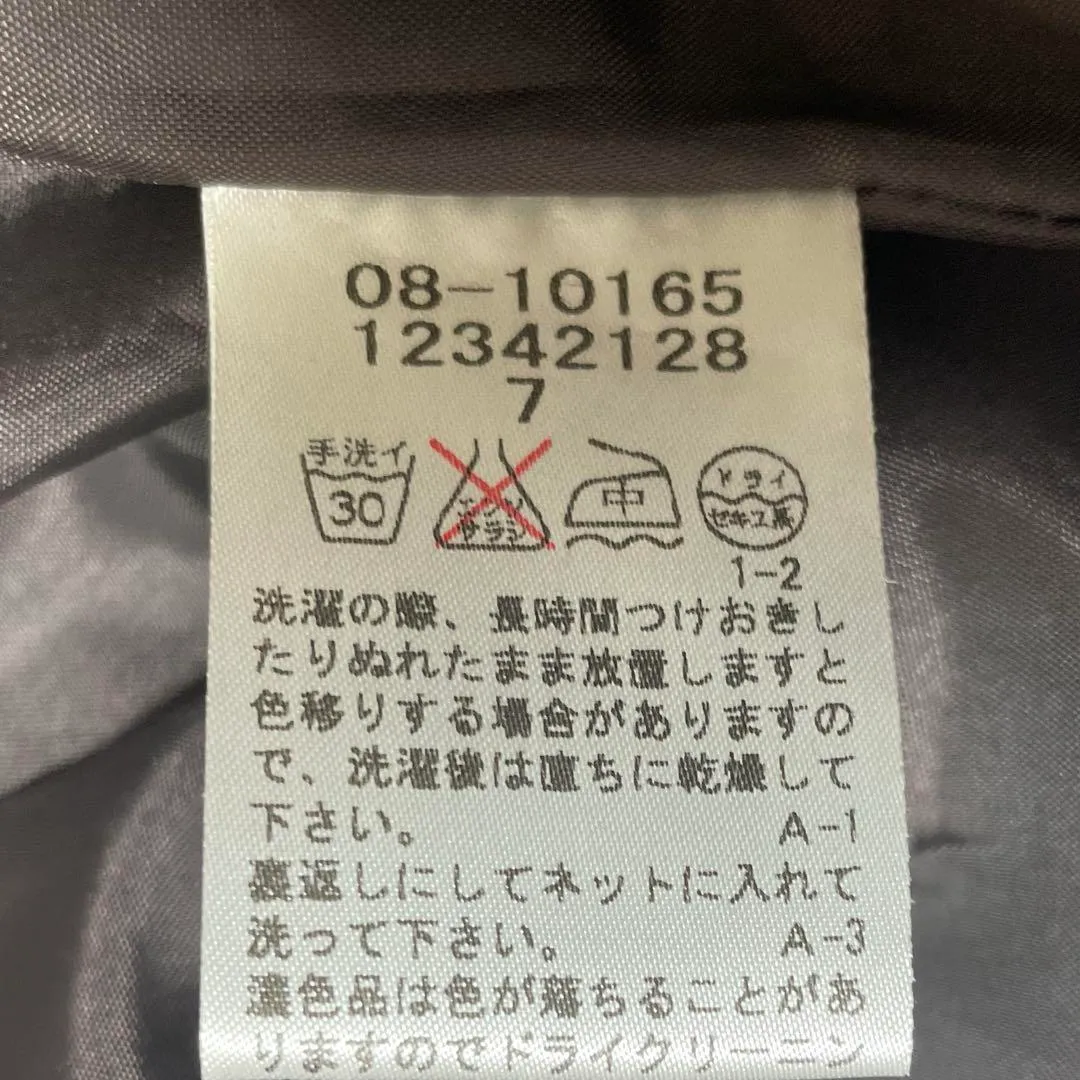 08-10165
12342128
7
手洗イ
30
エンソ
サラシ
中
ドライ
セキユ系
1-2
洗濯の際、長時間つけおきし
たりぬれたまま放置しますと
色移りする場合がありますの
で、洗濯後は直ちに乾燥して
下さい。 A-1
裏返しにしてネットに入れて
洗って下さい。 A-3
濃色品は色が落ちることがあ
りますのでドライクリーニン